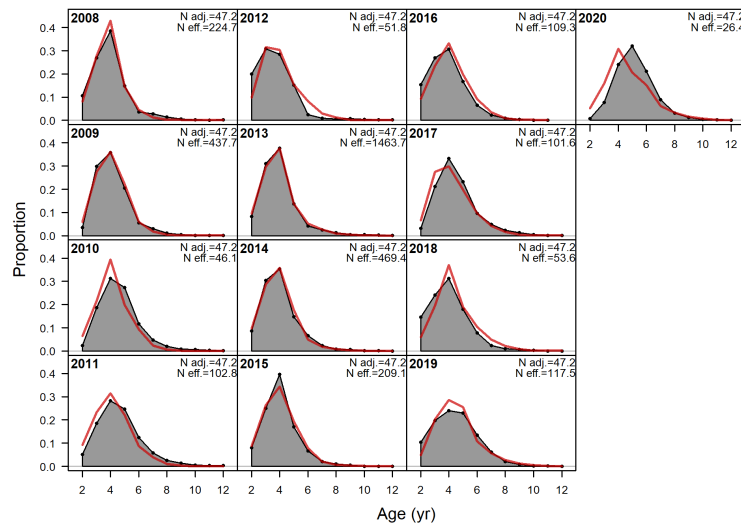 Proportion
0.4
0.3
0.2
0.1
0.0
2008
N adj.=47.2
N eff.=224.7
2012
N adj.=47.2
N eff.=51.8
2016
N adj.=47.2
N eff.=109.3
2020
N adj.=47.2
N eff.=26.4
2 4 6 8 10 12
0.4
0.3
0.2
0.1
0.0
2009
N adj.=47.2
N eff.=437.7
2013
N adj.=47.2
N eff.=1463.7
2017
N adj.=47.2
N eff.=101.6
0.4
0.3
0.2
0.1
0.0
2010
N adj.=47.2
N eff.=46.1
2014
N adj.=47.2
N eff.=469.4
2018
N adj.=47.2
N eff.=53.6
0.4
0.3
0.2
0.1
0.0
2011
N adj.=47.2
N eff.=102.8
2015
N adj.=47.2
N eff.=209.1
2019
N adj.=47.2
N eff.=117.5
2 4 6 8 10 12
2 4 6 8 10 12
2 4 6 8 10 12
Age (yr)